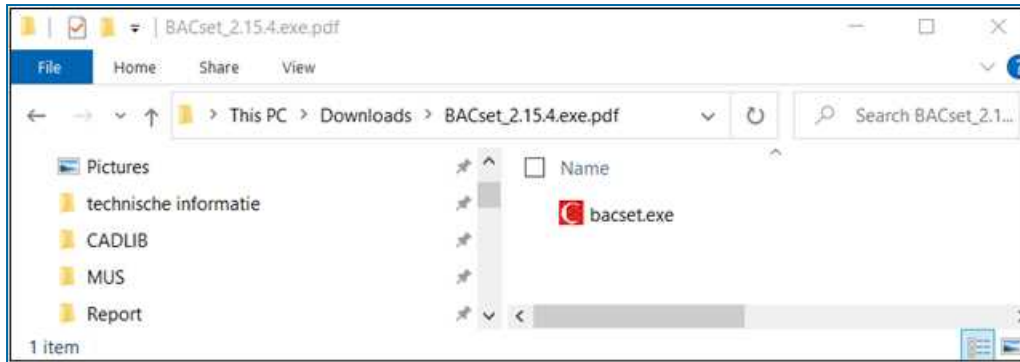 BACset_2.15.4.exe.pdf
File Home Share View
This PC > Downloads > BACset_2.15.4.exe.pdf
Search BACset_2.1...
Pictures
technische informatie
CADLIB
MUS
Report
Name
bacset.exe
1 item